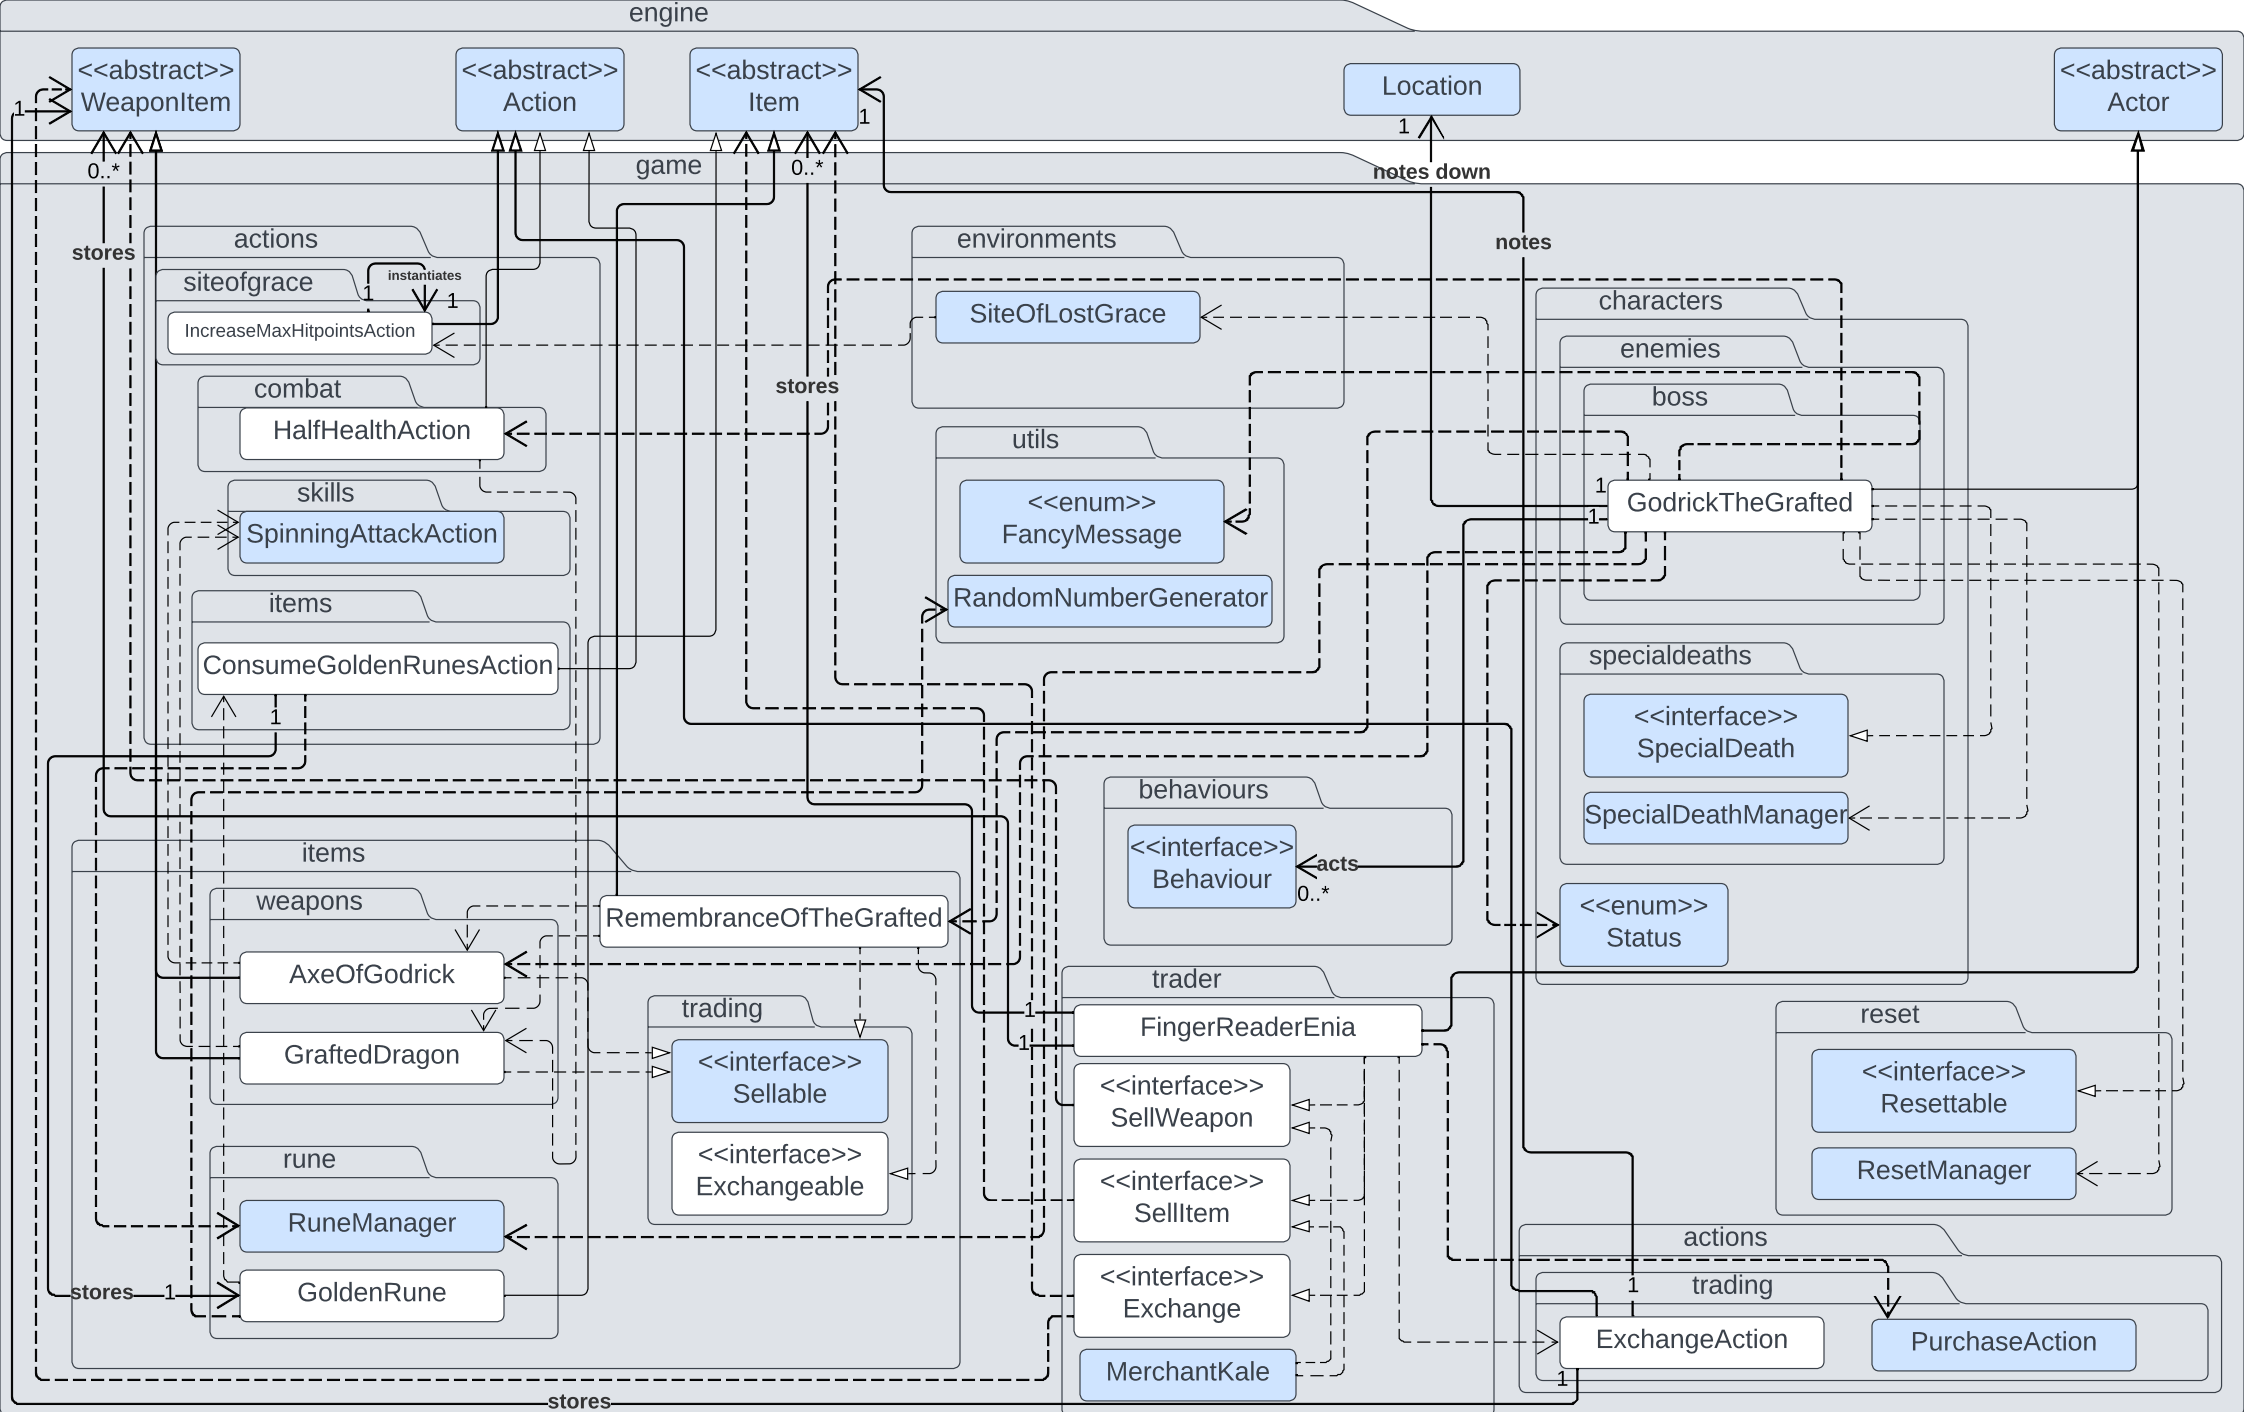 engine
<<abstract>>
WeaponItem
<<abstract>>
Action
<<abstract>>
Item
Location
<<abstract>>
Actor
1
1
1
0..*
0..*
game
notes down
stores
notes
actions
siteofgrace
instantiates
1
1
IncreaseMaxHitpointsAction
combat
HalfHealthAction
skills
SpinningAttackAction
items
ConsumeGoldenRunesAction
1
stores
environments
SiteOfLostGrace
utils
<<enum>>
FancyMessage
RandomNumberGenerator
characters
enemies
boss
1
GodrickTheGrafted
1
specialdeaths
<<interface>>
SpecialDeath
SpecialDeathManager
<<enum>>
Status
behaviours
<<interface>>
Behaviour
acts
0..*
items
weapons
RemembranceOfTheGrafted
AxeOfGodrick
GraftedDragon
trading
<<interface>>
Sellable
<<interface>>
Exchangeable
rune
RuneManager
GoldenRune
stores
1
trader
1
FingerReaderEnia
1
<<interface>>
SellWeapon
<<interface>>
SellItem
<<interface>>
Exchange
MerchantKale
reset
<<interface>>
Resettable
ResetManager
actions
trading
1
ExchangeAction
PurchaseAction
1
stores